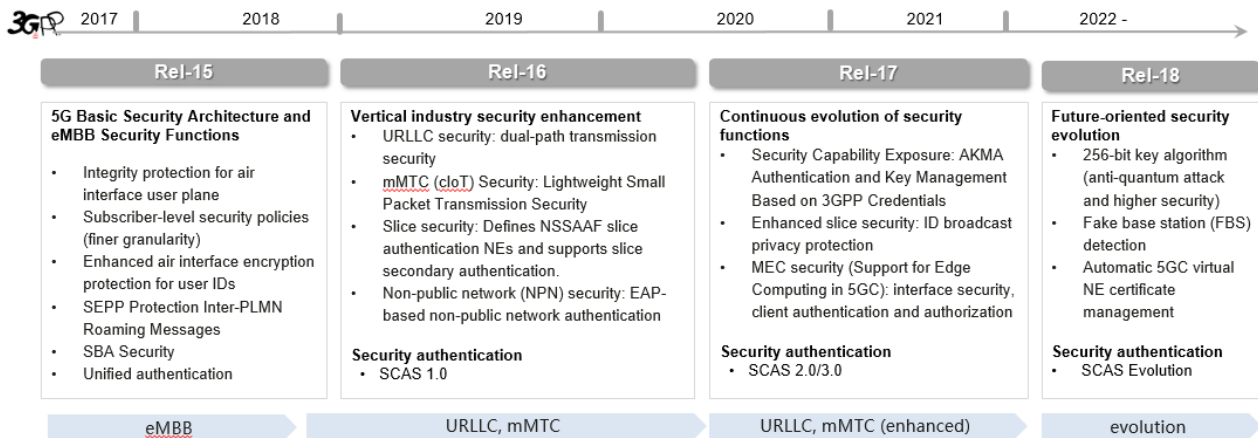 3GPP 2017 2018 2019 2020 2021 2022 -
Rel-15
5G Basic Security Architecture and
eMBB Security Functions
• Integrity protection for air
interface user plane
• Subscriber-level security policies
(finer granularity)
• Enhanced air interface encryption
protection for user IDs
• SEPP Protection Inter-PLMN
Roaming Messages
• SBA Security
• Unified authentication
eMBB
Rel-16
Vertical industry security enhancement
• URLLC security: dual-path transmission
security
• mMTC (cIoT) Security: Lightweight Small
Packet Transmission Security
• Slice security: Defines NSSAAF slice
authentication NEs and supports slice
secondary authentication.
• Non-public network (NPN) security: EAP-
based non-public network authentication
Security authentication
• SCAS 1.0
URLLC, mMTC
Rel-17
Continuous evolution of security
functions
• Security Capability Exposure: AKMA
Authentication and Key Management
Based on 3GPP Credentials
• Enhanced slice security: ID broadcast
privacy protection
• MEC security (Support for Edge
Computing in 5GC): interface security,
client authentication and authorization
Security authentication
• SCAS 2.0/3.0
URLLC, mMTC (enhanced)
Rel-18
Future-oriented security
evolution
• 256-bit key algorithm
(anti-quantum attack
and higher security)
• Fake base station (FBS)
detection
• Automatic 5GC virtual
NE certificate
management
Security authentication
• SCAS Evolution
evolution